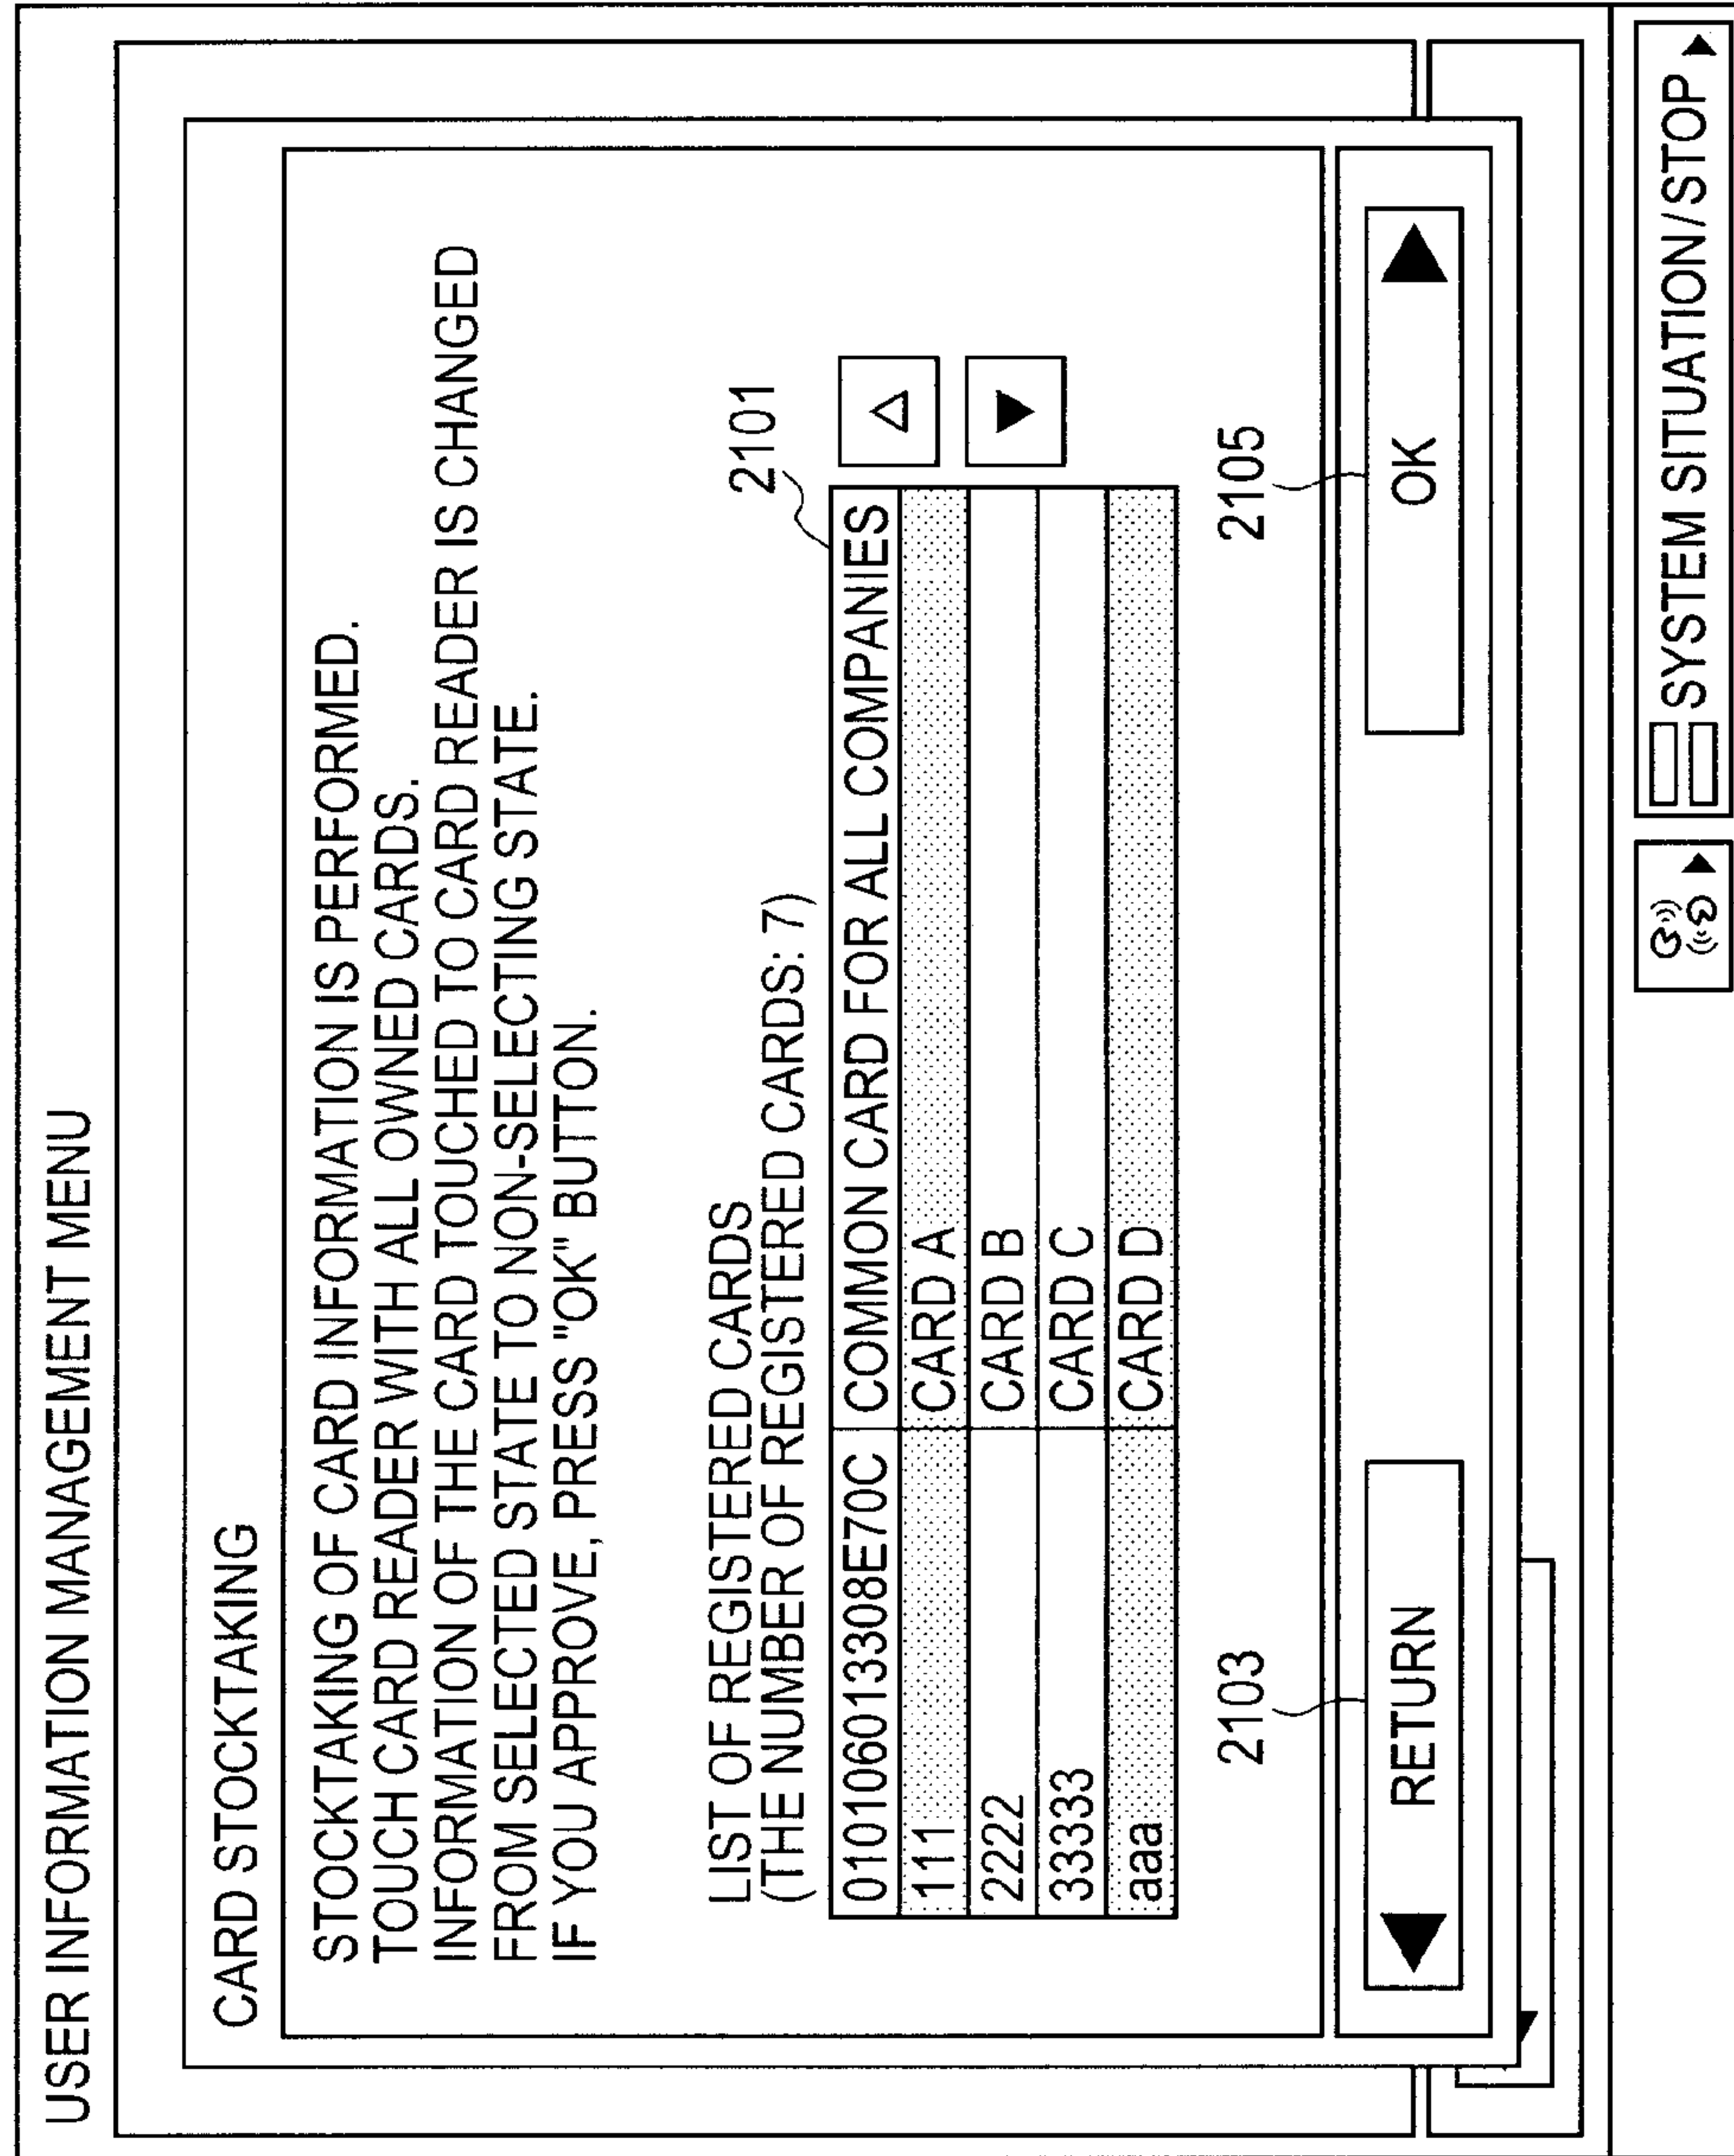 USER INFORMATION MANAGEMENT MENU
CARD STOCKTAKING
STOCKTAKING OF CARD INFORMATION IS PERFORMED.
TOUCH CARD READER WITH ALL OWNED CARDS.
INFORMATION OF THE CARD TOUCHED TO CARD READER IS CHANGED
FROM SELECTED STATE TO NON-SELECTING STATE.
IF YOU APPROVE, PRESS "OK" BUTTON.
LIST OF REGISTERED CARDS
(THE NUMBER OF REGISTERED CARDS: 7)
2101
010106013308E70C COMMON CARD FOR ALL COMPANIES
111 CARD A
22222 CARD B
33333 CARD C
aaa CARD D
2103 2105
RETURN OK
SYSTEM SITUATION/STOP